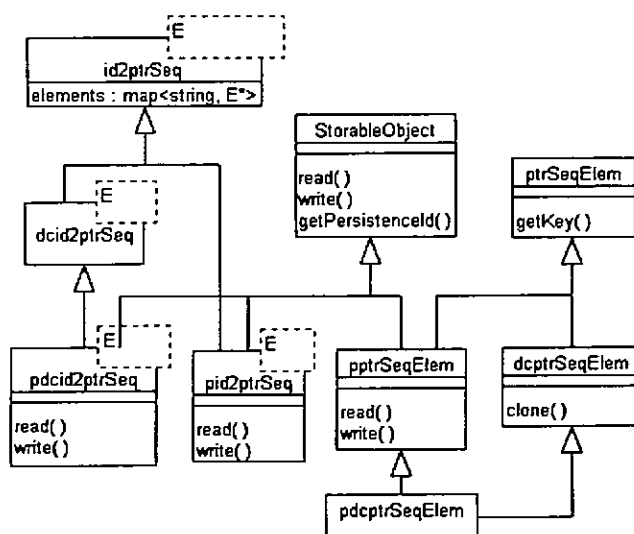 E
id2ptrSeq
elements : map<string, E*>
StorableObject
read()
write()
getPersistenceId()
ptrSeqElem
getKey()
E
dcid2ptrSeq
E
pdcid2ptrSeq
read()
write()
E
pid2ptrSeq
read()
write()
pptrSeqElem
read()
write()
dcptrSeqElem
clone()
pdcptrSeqElem